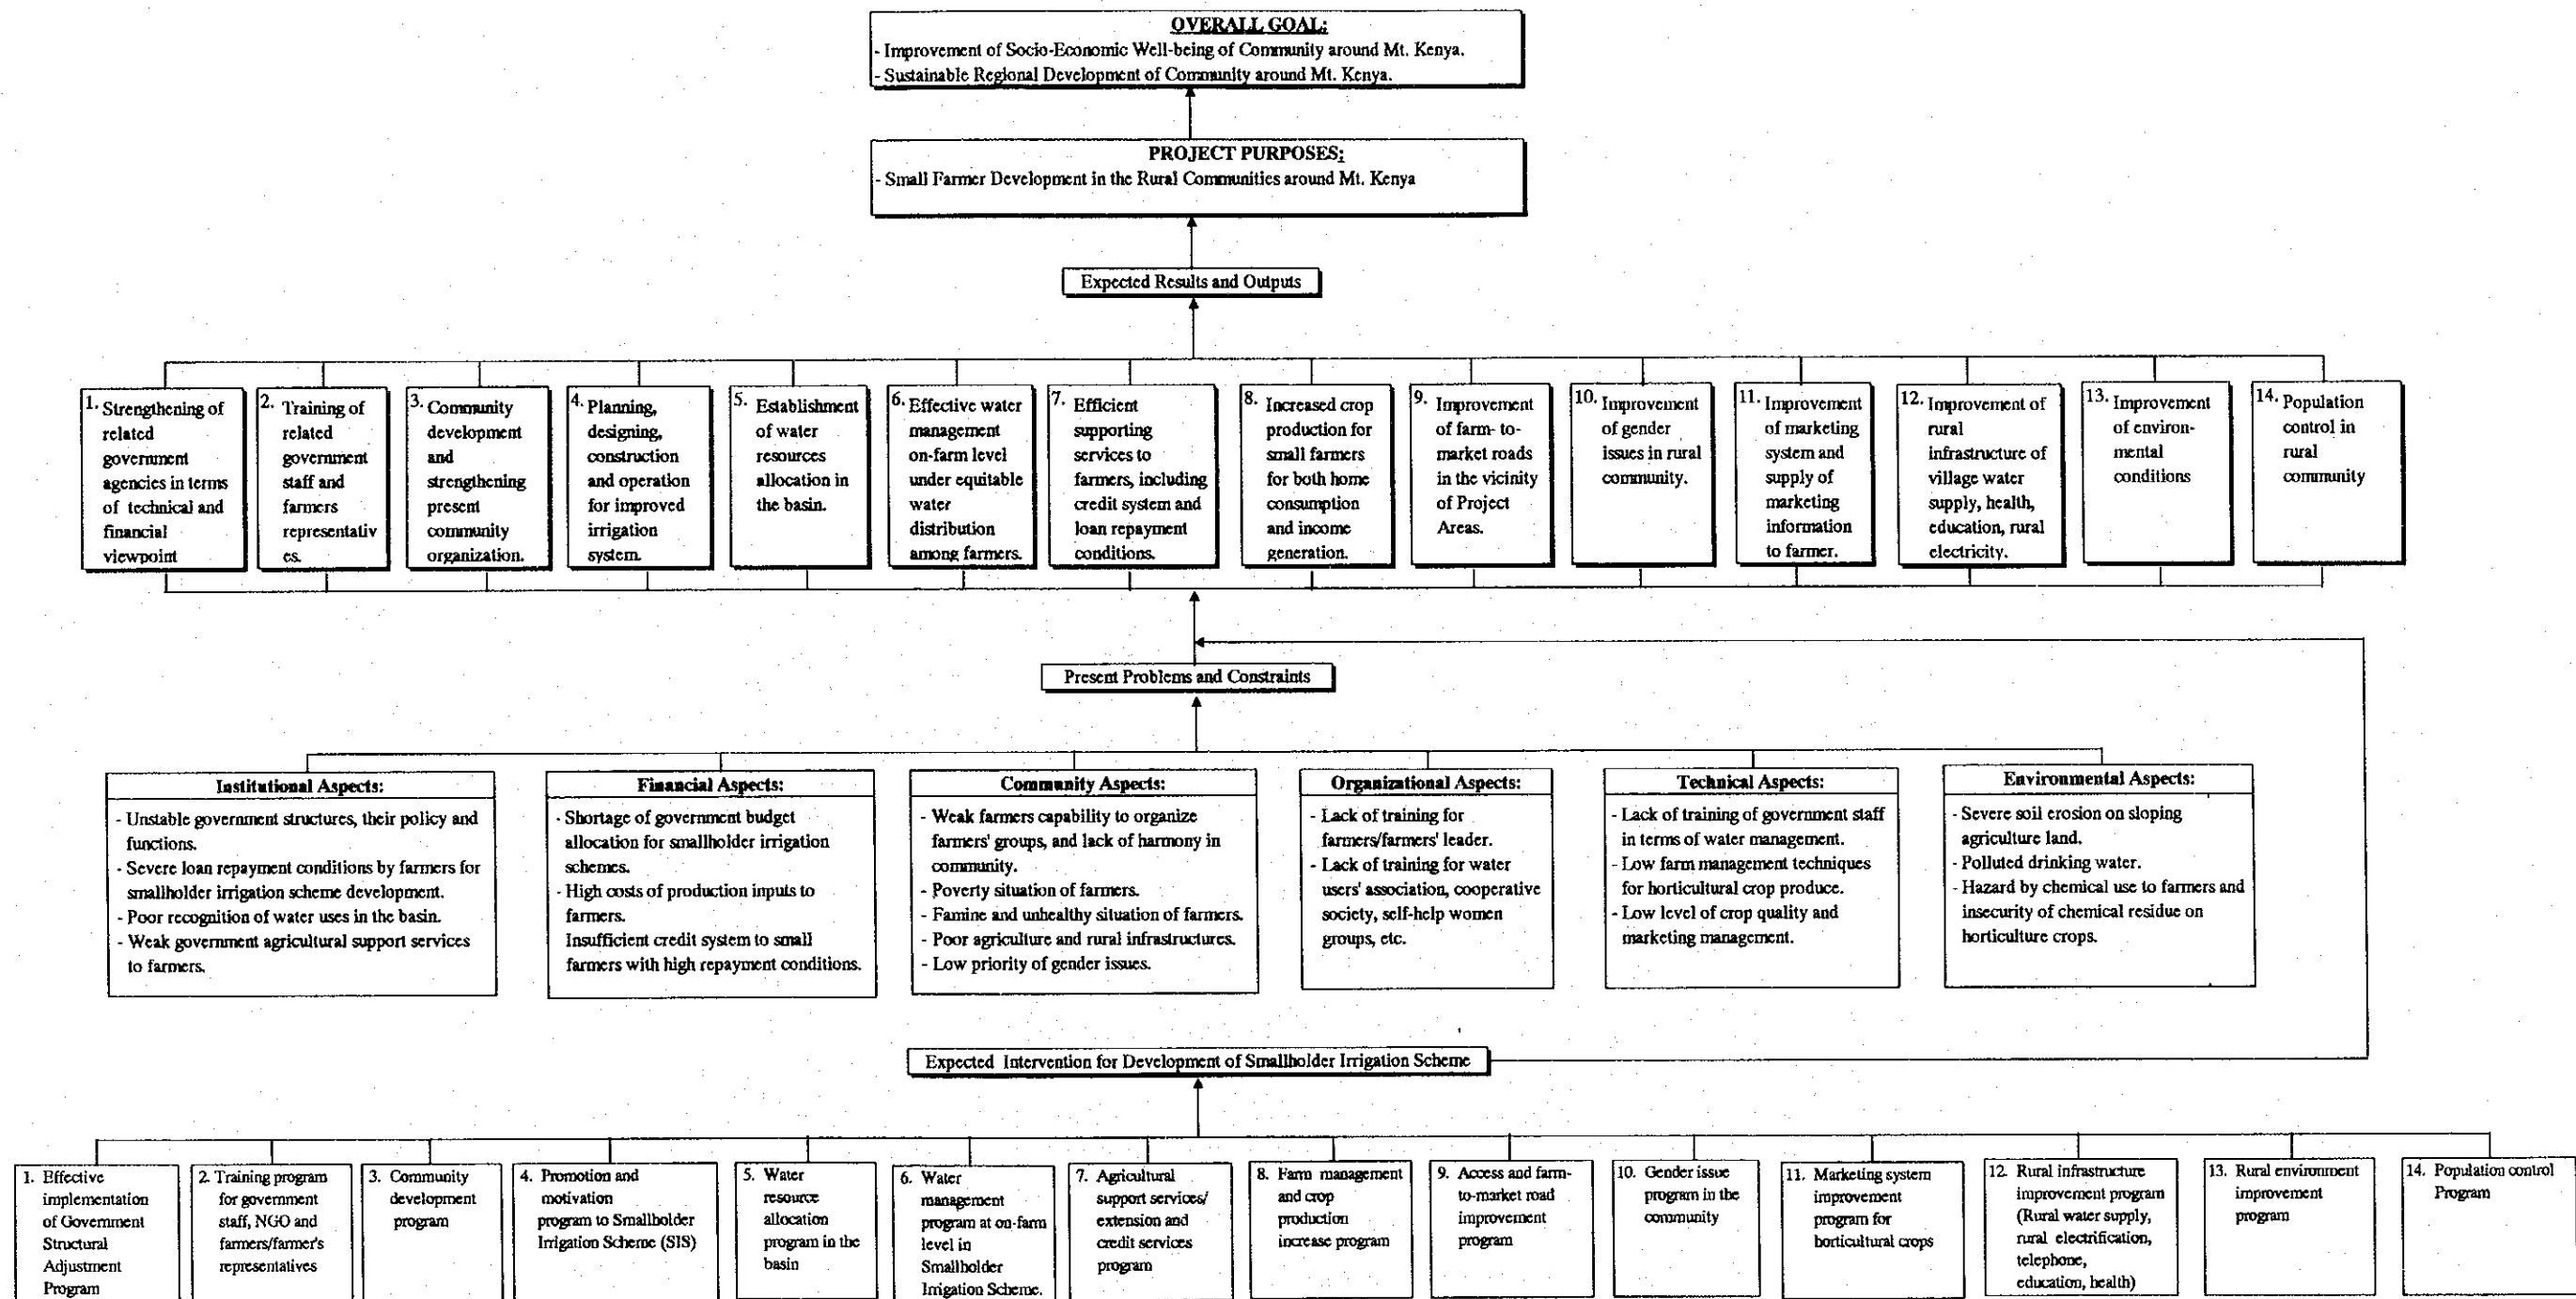 OVERALL GOAL:
- Improvement of Socio-Economic Well-being of Community around Mt. Kenya.
- Sustainable Regional Development of Community around Mt. Kenya.
PROJECT PURPOSES:
- Small Farmer Development in the Rural Communities around Mt. Kenya
Expected Results and Outputs
1. Strengthening of
related
government
agencies in terms
of technical and
financial
viewpoint
2. Training of
related
government
staff and
farmers
representativ
es.
3. Community
development
and
strengthening
present
community
organization.
4. Planning,
designing,
construction
and operation
for improved
irrigation
system.
5. Establishment
of water
resources
allocation in
the basin.
6. Effective water
management
on-farm level
under equitable
water
distribution
among farmers.
7. Efficient
supporting
services to
farmers, including
credit system and
loan repayment
conditions.
8. Increased crop
production for
small farmers
for both home
consumption
and income
generation.
9. Improvement
of farm- to-
market roads
in the vicinity
of Project
Areas.
10. Improvement
of gender
issues in rural
community.
11. Improvement
of marketing
system and
supply of
marketing
information
to farmer.
12. Improvement of
rural
infrastructure of
village water
supply, health,
education, rural
electricity.
13. Improvement
of environ-
mental
conditions
14. Population
control in
rural
community
Present Problems and Constraints
Institutional Aspects:
- Unstable government structures, their policy and
functions.
- Severe loan repayment conditions by farmers for
smallholder irrigation scheme development.
- Poor recognition of water uses in the basin.
- Weak government agricultural support services
to farmers.
Financial Aspects:
- Shortage of government budget
allocation for smallholder irrigation
schemes.
- High costs of production inputs to
farmers.
Insufficient credit system to small
farmers with high repayment conditions.
Community Aspects:
- Weak farmers capability to organize
farmers' groups, and lack of harmony in
community.
- Poverty situation of farmers.
- Famine and unhealthy situation of farmers.
- Poor agriculture and rural infrastructures.
- Low priority of gender issues.
Organizational Aspects:
- Lack of training for
farmers/farmers' leader.
- Lack of training for water
users' association, cooperative
society, self-help women
groups, etc.
Technical Aspects:
- Lack of training of government staff
in terms of water management.
- Low farm management techniques
for horticultural crop produce.
- Low level of crop quality and
marketing management.
Environmental Aspects:
- Severe soil erosion on sloping
agriculture land.
- Polluted drinking water.
- Hazard by chemical use to farmers and
insecurity of chemical residue on
horticulture crops.
Expected Intervention for Development of Smallholder Irrigation Scheme
1. Effective
implementation
of Government
Structural
Adjustment
Program
2. Training program
for government
staff, NGO and
farmers/farmer's
representatives
3. Community
development
program
4. Promotion and
motivation
program to Smallholder
Irrigation Scheme (SIS)
5. Water
resource
allocation
program in the
basin
6. Water
management
program at on-farm
level in
Smallholder
Irrigation Scheme.
7. Agricultural
support services/
extension and
credit services
program
8. Farm management
and crop
production
increase program
9. Access and farm-
to-market road
improvement
program
10. Gender issue
program in the
community
11. Marketing system
improvement
program for
horticultural crops
12. Rural infrastructure
improvement program
(Rural water supply,
rural electrification,
telephone,
education, health)
13. Rural environment
improvement
program
14. Population control
Program